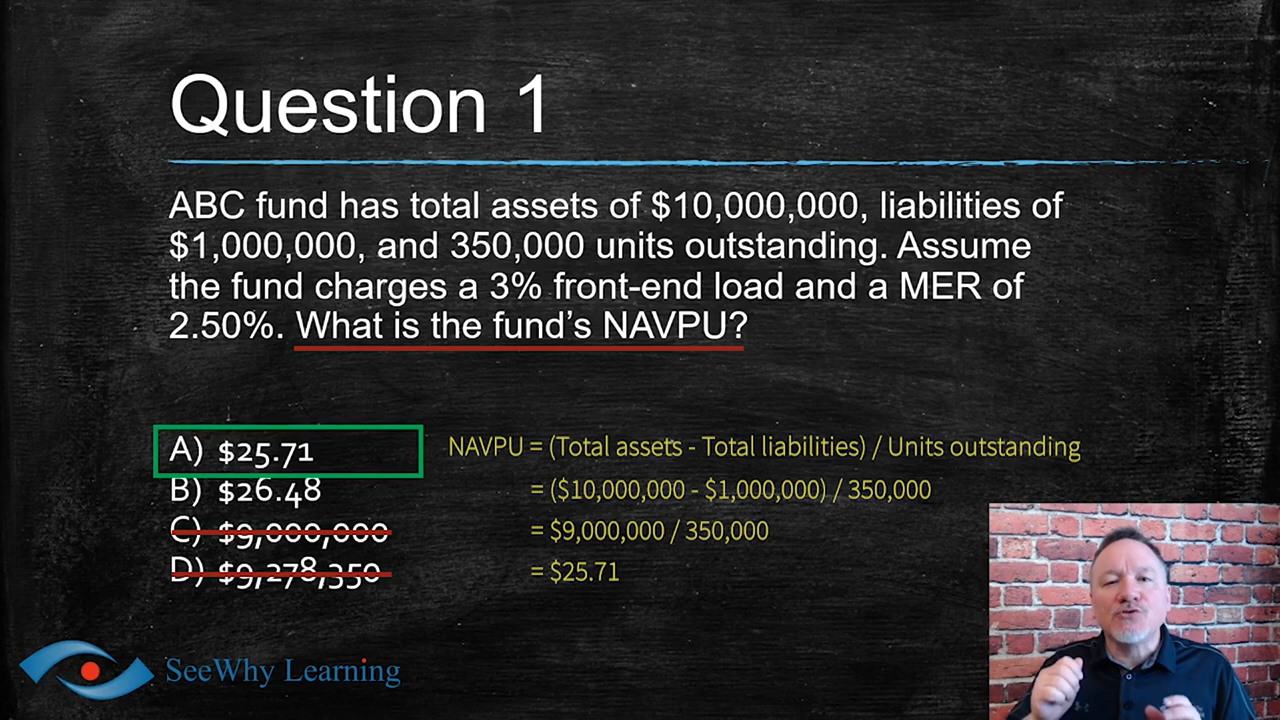 Question 1
ABC fund has total assets of $10,000,000, liabilities of
$1,000,000, and 350,000 units outstanding. Assume
the fund charges a 3% front-end load and a MER of
2.50%. What is the fund's NAVPU?
A) $25.71
B) $26.48
C) $9,000,000
D) $9,278,350
NAVPU = (Total assets - Total liabilities) / Units outstanding
= ($10,000,000 - $1,000,000) / 350,000
= $9,000,000 / 350,000
= $25.71
SeeWhy Learning